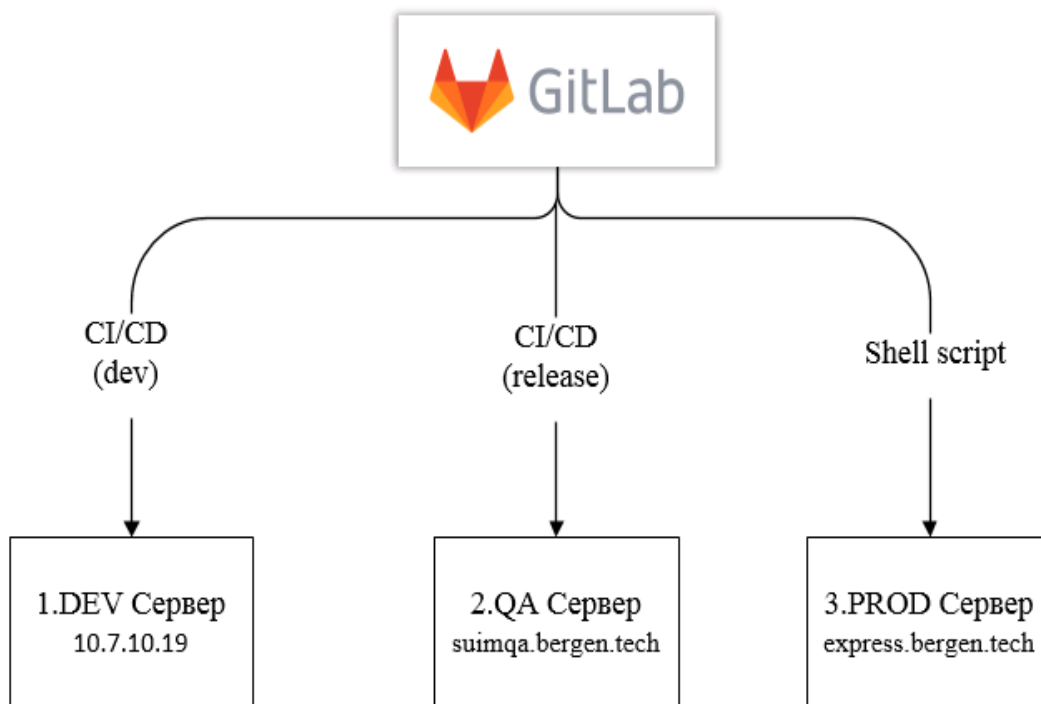 GitLab
CI/CD
(dev)
CI/CD
(release)
Shell script
1.DEV Сервер
10.7.10.19
2.QA Сервер
suimqa.bergen.tech
3.PROD Сервер
express.bergen.tech